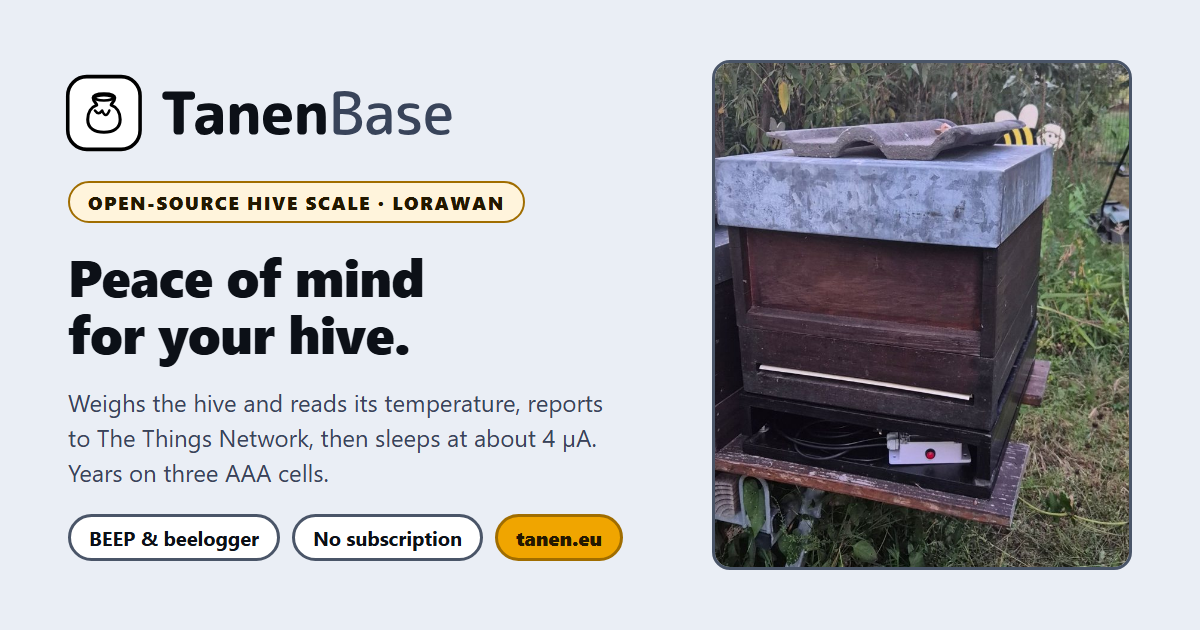 TanenBase
OPEN-SOURCE HIVE SCALE · LORAWAN
Peace of mind
for your hive.
Weighs the hive and reads its temperature, reports
to The Things Network, then sleeps at about 4 µA.
Years on three AAA cells.
BEEP & beelogger
No subscription
tanen.eu